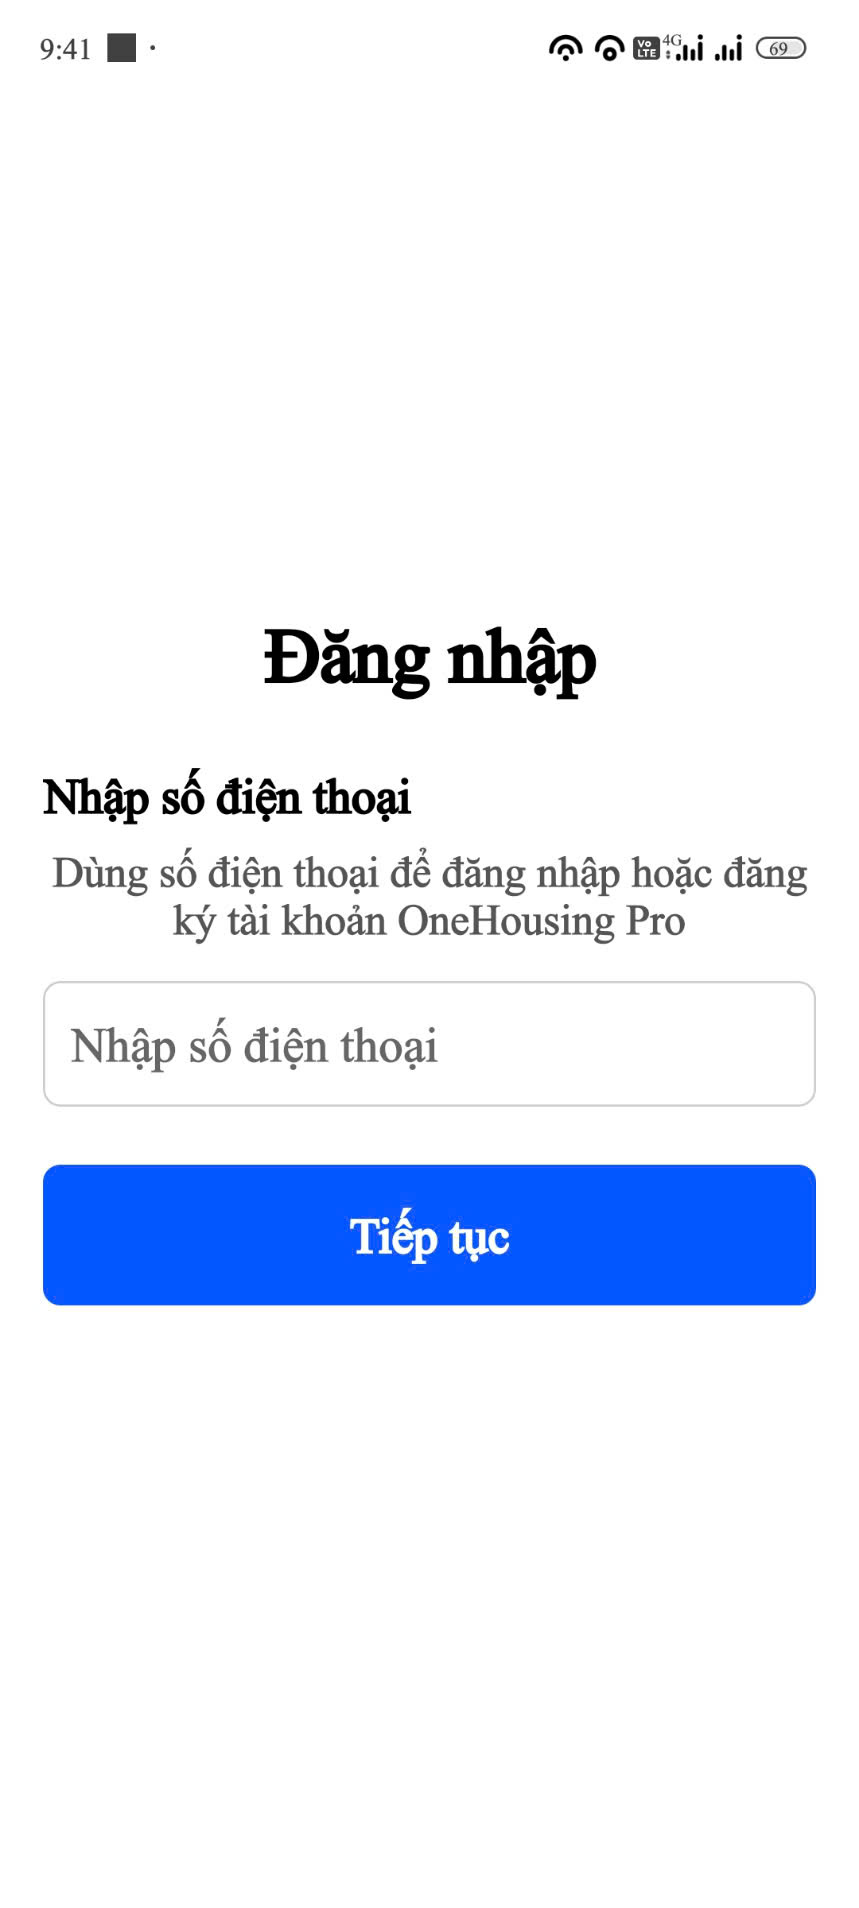 9:41
Vo
LTE
4G
69
Đăng nhập
Nhập số điện thoại
Dùng số điện thoại để đăng nhập hoặc đăng
ký tài khoản OneHousing Pro
Nhập số điện thoại
Tiếp tục